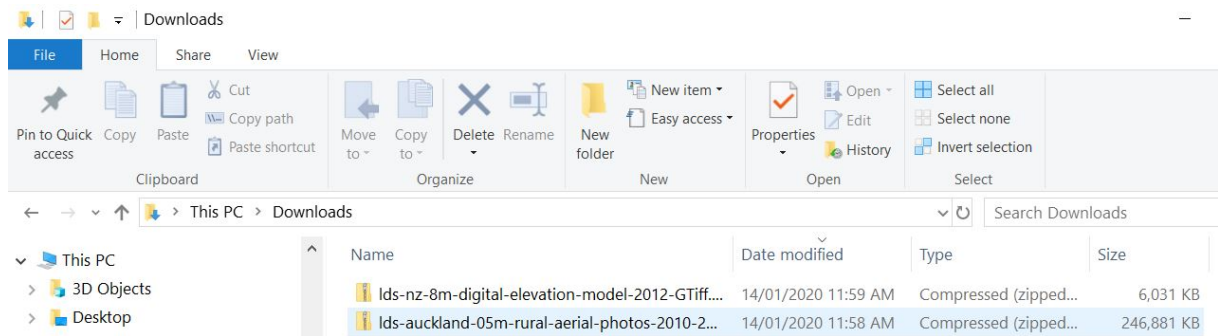 Downloads
File Home Share View
Pin to Quick access
Copy
Paste
Cut
Copy path
Paste shortcut
Clipboard
Move to
Copy to
Delete
Rename
Organize
New folder
New item
Easy access
New
Properties
Open
Edit
History
Open
Select all
Select none
Invert selection
Select
This PC > Downloads
Search Downloads
This PC
3D Objects
Desktop
Name Date modified Type Size
lds-nz-8m-digital-elevation-model-2012-GTiff.... 14/01/2020 11:59 AM Compressed (zipped... 6,031 KB
lds-auckland-05m-rural-aerial-photos-2010-2... 14/01/2020 11:58 AM Compressed (zipped... 246,881 KB